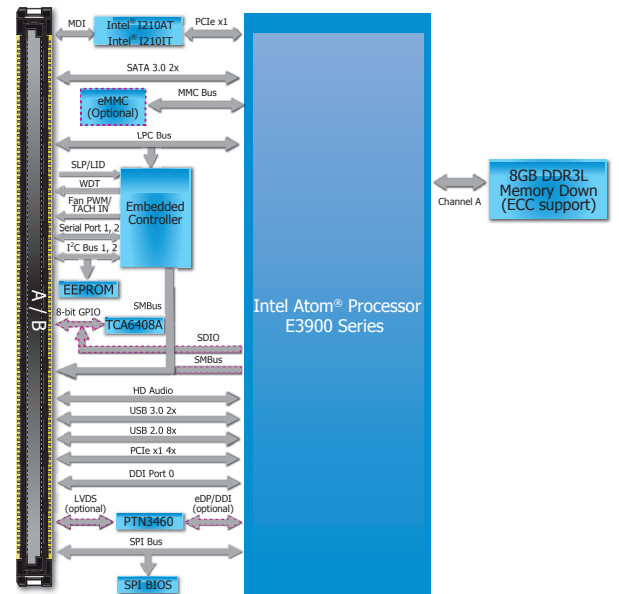 MDI
Intel® I210AT
Intel® I210IT
PCIe x1
SATA 3.0 2x
eMMC
(Optional)
MMC Bus
LPC Bus
SLP/LID
WDT
Fan PWM/
TACH IN
Serial Port 1, 2
I²C Bus 1, 2
Embedded
Controller
EEPROM
8-bit GPIO
SMBus
TCA6408A
SDIO
SMBus
HD Audio
USB 3.0 2x
USB 2.0 8x
PCIe x1 4x
DDI Port 0
LVDS
(optional)
PTN3460
eDP/DDI
(optional)
SPI Bus
SPI BIOS
A / B
Intel Atom® Processor
E3900 Series
Channel A
8GB DDR3L
Memory Down
(ECC support)